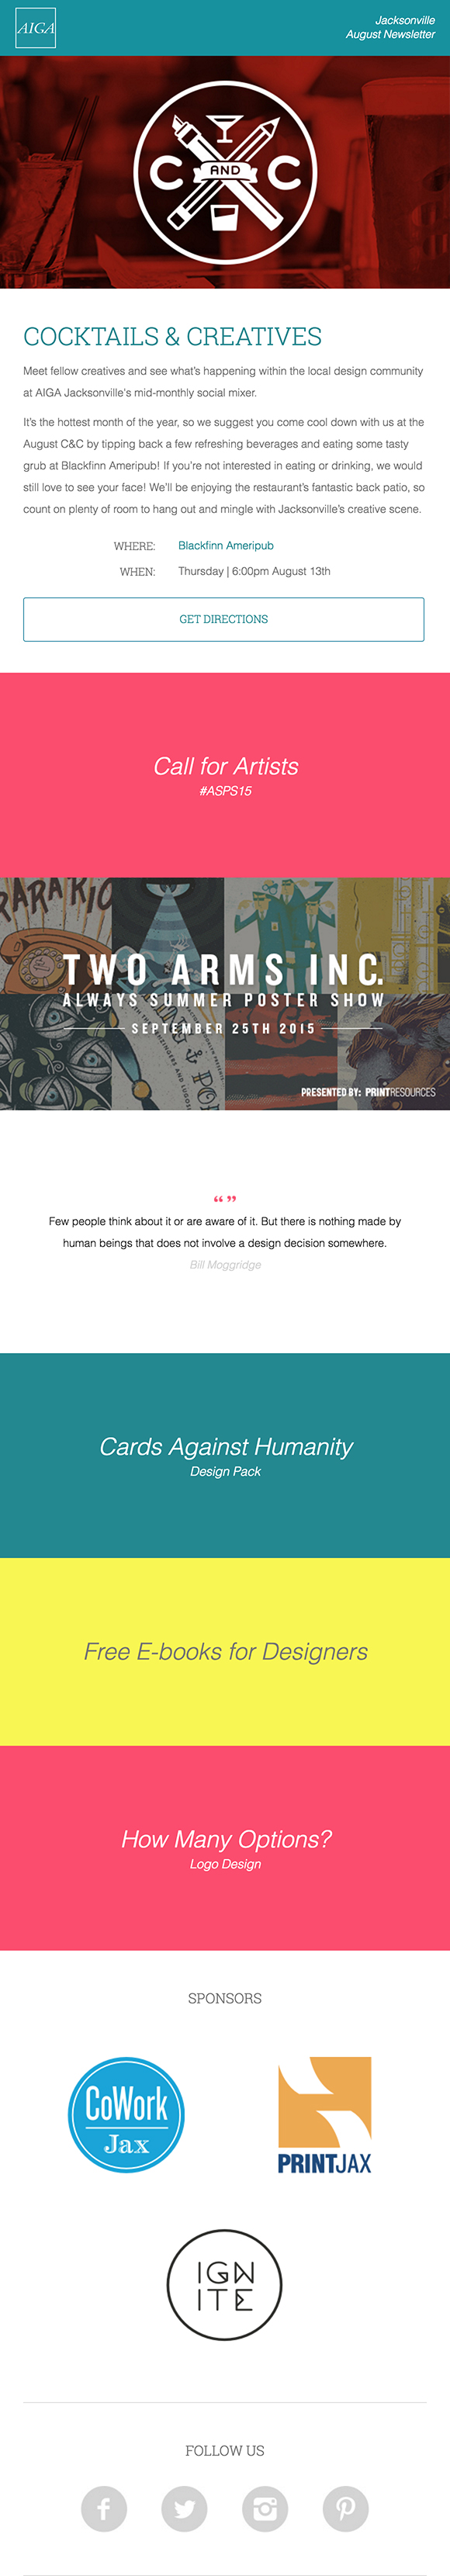 AIGA
Jacksonville
August Newsletter
C AND C
COCKTAILS & CREATIVES
Meet fellow creatives and see what's happening within the local design community
at AIGA Jacksonville's mid-monthly social mixer.
It's the hottest month of the year, so we suggest you come cool down with us at the
August C&C by tipping back a few refreshing beverages and eating some tasty
grub at Blackfinn Ameripub! If you're not interested in eating or drinking, we would
still love to see your face! We'll be enjoying the restaurant's fantastic back patio, so
count on plenty of room to hang out and mingle with Jacksonville's creative scene.
WHERE: Blackfinn Ameripub
WHEN: Thursday | 6:00pm August 13th
GET DIRECTIONS
Call for Artists
#ASPS15
TWO ARMS INC.
ALWAYS SUMMER POSTER SHOW
SEPTEMBER 25TH 2015
PRESENTED BY: PRINTRESOURCES
“ ”
Few people think about it or are aware of it. But there is nothing made by
human beings that does not involve a design decision somewhere.
Bill Moggridge
Cards Against Humanity
Design Pack
Free E-books for Designers
How Many Options?
Logo Design
SPONSORS
CoWork
Jax
PRINTJAX
IGN
ITE
FOLLOW US